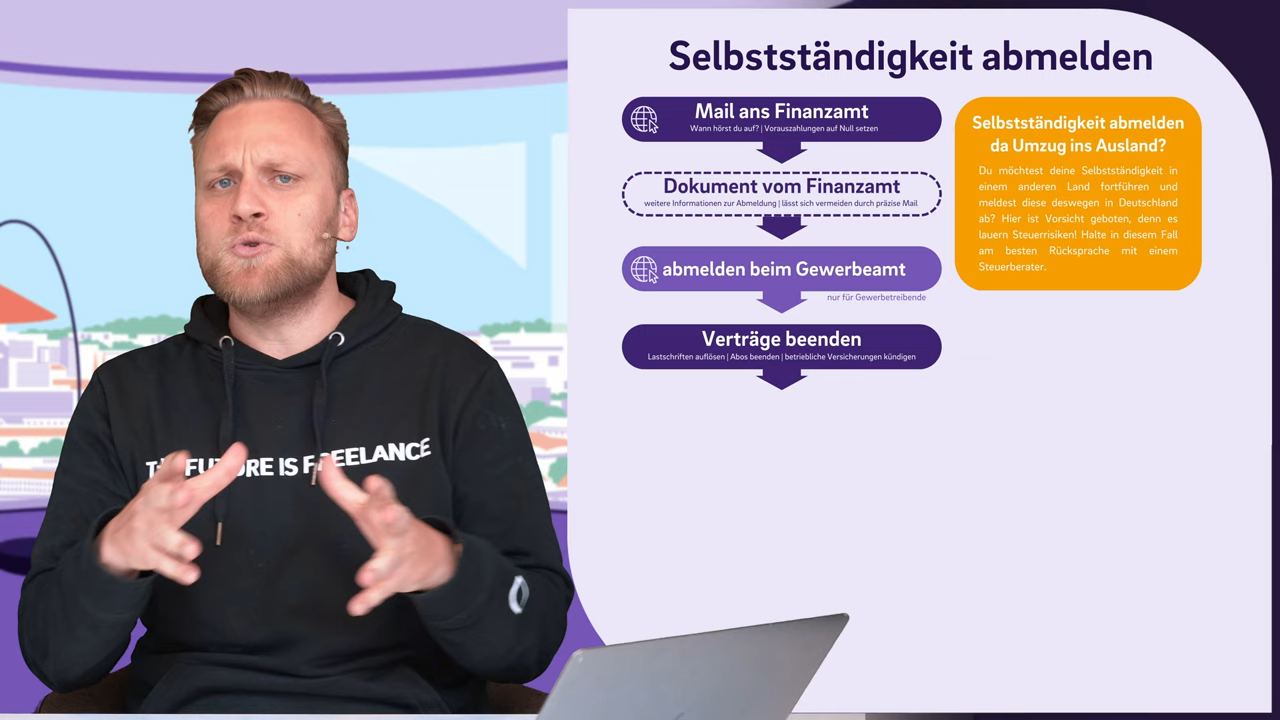 Selbstständigkeit abmelden
Mail ans Finanzamt
Wann hörst du auf? | Vorauszahlungen auf Null setzen
Dokument vom Finanzamt
weitere Informationen zur Abmeldung | lässt sich vermeiden durch präzise Mail
abmelden beim Gewerbeamt
nur für Gewerbetreibende
Verträge beenden
Lastschriften auflösen | Abos beenden | betriebliche Versicherungen kündigen
Selbstständigkeit abmelden
da Umzug ins Ausland?
Du möchtest deine Selbstständigkeit in
einem anderen Land fortführen und
meldest diese deswegen in Deutschland
ab? Hier ist Vorsicht geboten, denn es
lauern Steuerrisiken! Halte in diesem Fall
am besten Rücksprache mit einem
Steuerberater.
THE FUTURE IS FREELANCE